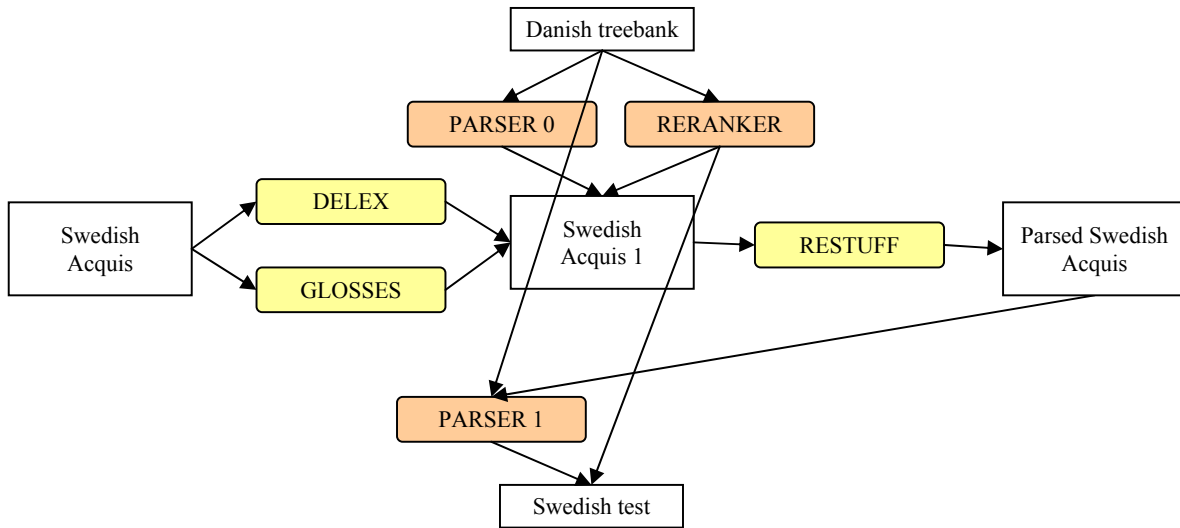 Danish treebank
PARSER 0
RERANKER
DELEX
Swedish
Acquis
GLOSSES
Swedish
Acquis 1
RESTUFF
Parsed Swedish
Acquis
PARSER 1
Swedish test